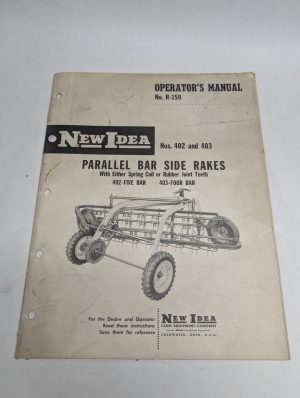 OPERATOR'S MANUAL
No. R-159
NEW IDEA
Nos. 402 and 403
PARALLEL BAR SIDE RAKES
With Either Spring Coil or Rubber Joint Teeth
402-FIVE BAR 403-FOUR BAR
For the Dealer and Operator
Read these instructions
Save them for reference
NEW IDEA
FARM EQUIPMENT COMPANY
COLDWATER, OHIO, U.S.A.